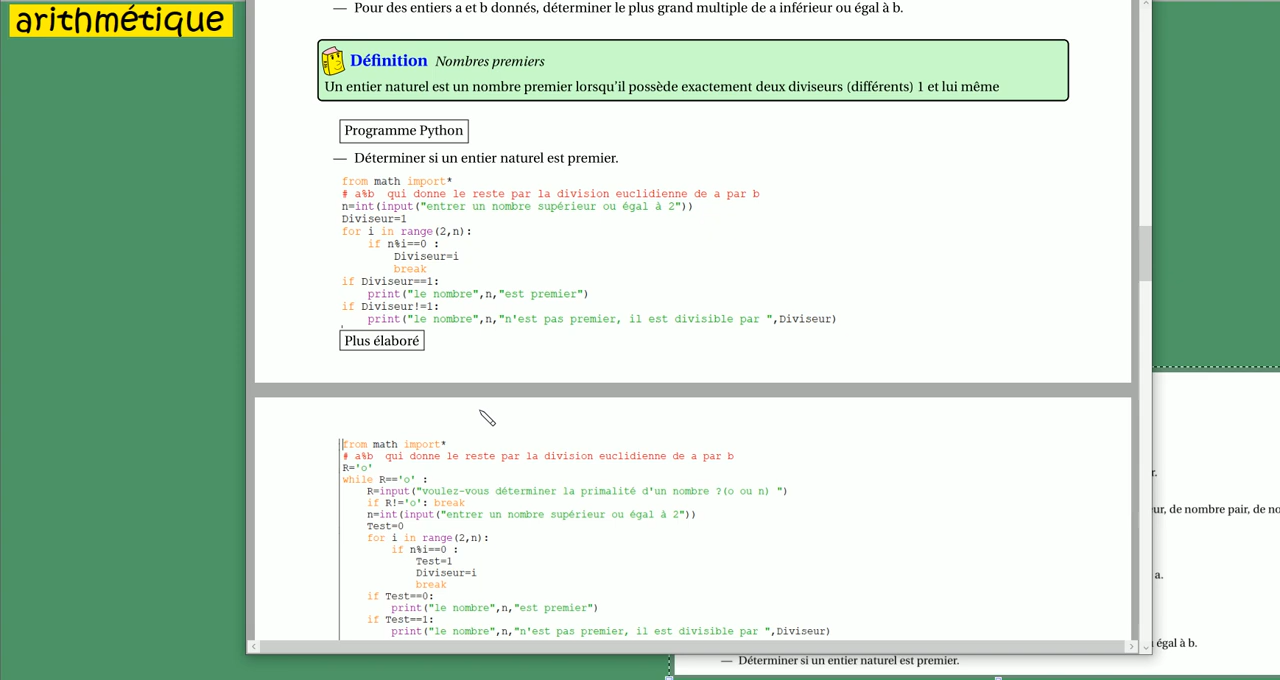 arithmétique
— Pour des entiers a et b donnés, déterminer le plus grand multiple de a inférieur ou égal à b.
Définition Nombres premiers
Un entier naturel est un nombre premier lorsqu'il possède exactement deux diviseurs (différents) 1 et lui même
Programme Python
— Déterminer si un entier naturel est premier.
from math import*
# a%b  qui donne le reste par la division euclidienne de a par b
n=int(input("entrer un nombre supérieur ou égal à 2"))
Diviseur=1
for i in range(2,n):
    if n%i==0 :
        Diviseur=i
        break
if Diviseur==1:
    print("le nombre",n,"est premier")
if Diviseur!=1:
    print("le nombre",n,"n'est pas premier, il est divisible par ",Diviseur)
Plus élaboré
from math import*
# a%b  qui donne le reste par la division euclidienne de a par b
R='o'
while R=='o' :
    R=input("voulez-vous déterminer la primalité d'un nombre ?(o ou n) ")
    if R!='o': break
    n=int(input("entrer un nombre supérieur ou égal à 2"))
    Test=0
    for i in range(2,n):
        if n%i==0 :
            Test=1
            Diviseur=i
            break
    if Test==0:
        print("le nombre",n,"est premier")
    if Test==1:
        print("le nombre",n,"n'est pas premier, il est divisible par ",Diviseur)
r.
ur, de nombre pair, de no
a.
égal à b.
— Déterminer si un entier naturel est premier.